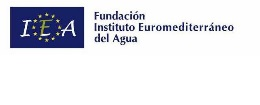 IEA
Fundación
Instituto Euromediterráneo
del Agua